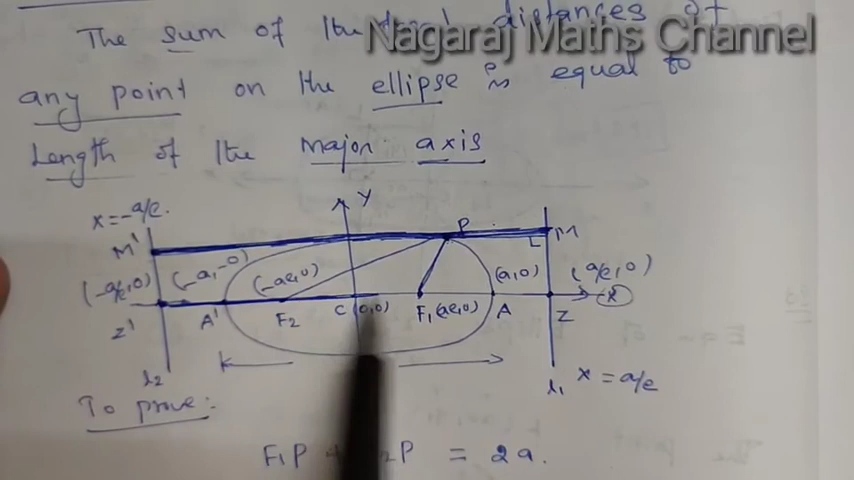 The sum of the distances of
Nagaraj Maths Channel
any point on the ellipse is equal to
Length of the major axis
x = -a/e.
y
M'
P
L
M
(-a/e, 0)
(-a, -0)
(-ae, 0)
(a, 0)
(a/e, 0)
Z'
A'
F2
C (0,0)
F1 (ae, 0)
A
Z
x
l2
l1
x = a/e
To prove:
F1P 2P = 2a.